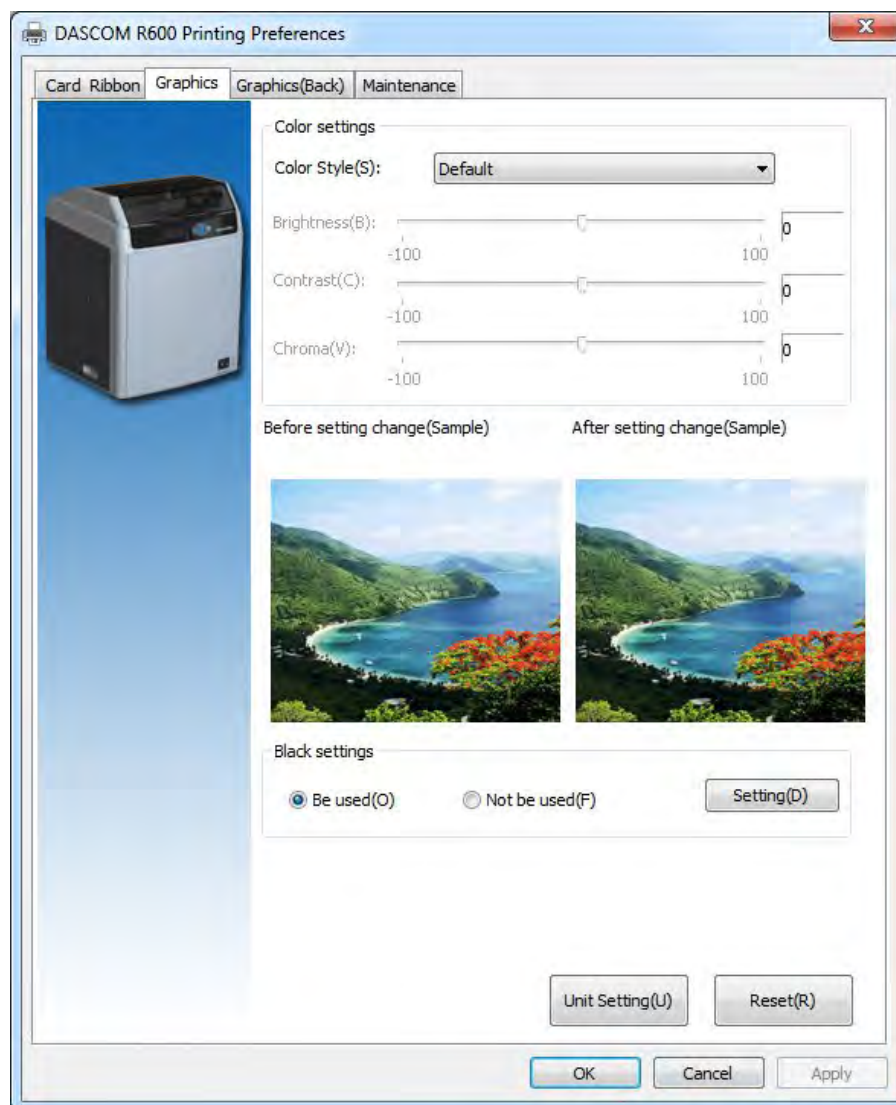 DASCOM R600 Printing Preferences
Card Ribbon Graphics Graphics(Back) Maintenance
Color settings
Color Style(S): Default
Brightness(B): 0
-100 100
Contrast(C): 0
-100 100
Chroma(V): 0
-100 100
Before setting change(Sample) After setting change(Sample)
Black settings
Be used(O) Not be used(F) Setting(D)
Unit Setting(U) Reset(R)
OK Cancel Apply